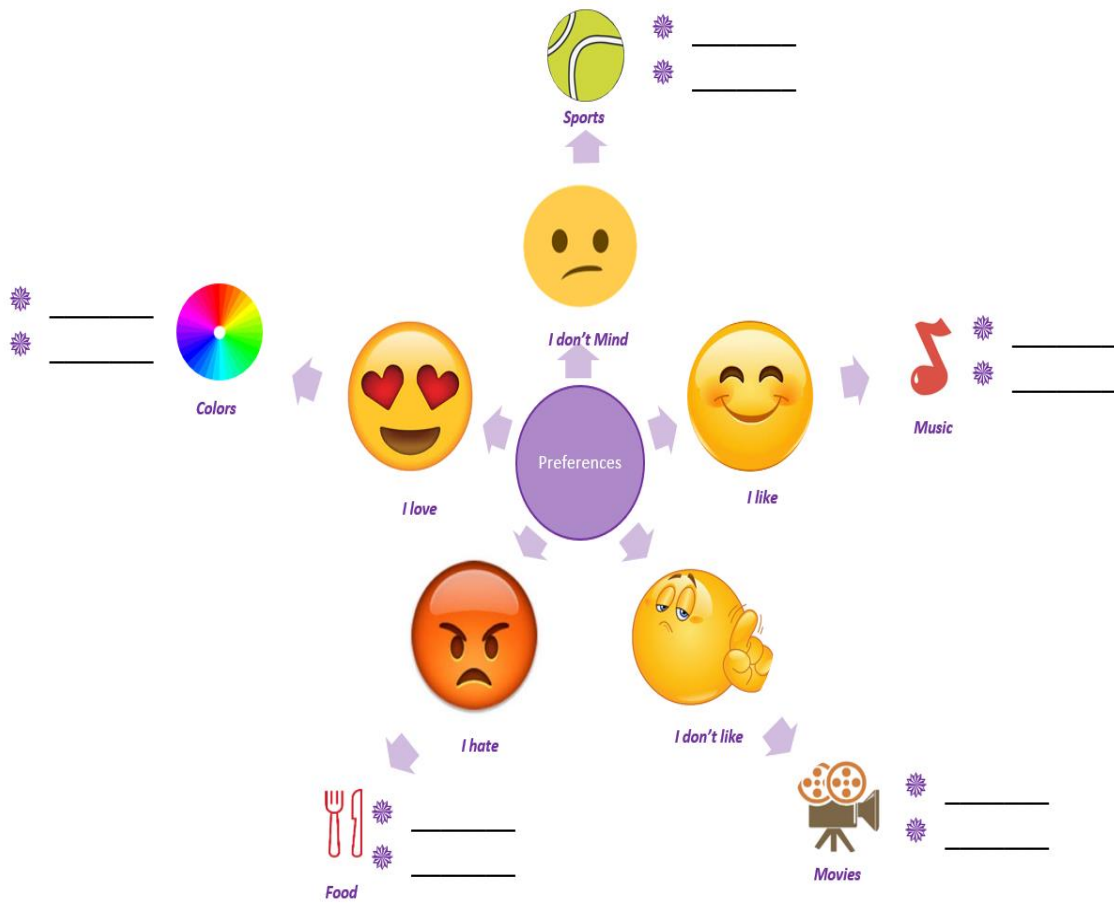 Sports
I don't Mind
Colors
Music
Preferences
I love
I like
I hate
I don't like
Food
Movies